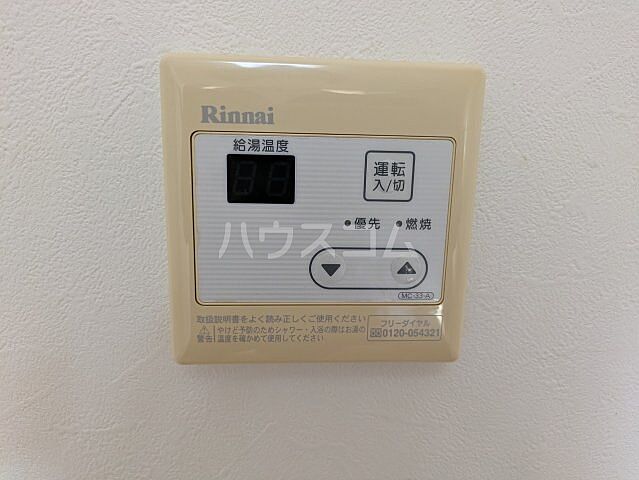 Rinnai
給湯温度
運転
入/切
優先
燃焼
ハウスコム
MC-33-A
取扱説明書をよく読み正しくご使用ください
警告
やけど予防のためシャワー・入浴の際はお湯の
温度を確かめて使用してください
フリーダイヤル
0120-054321